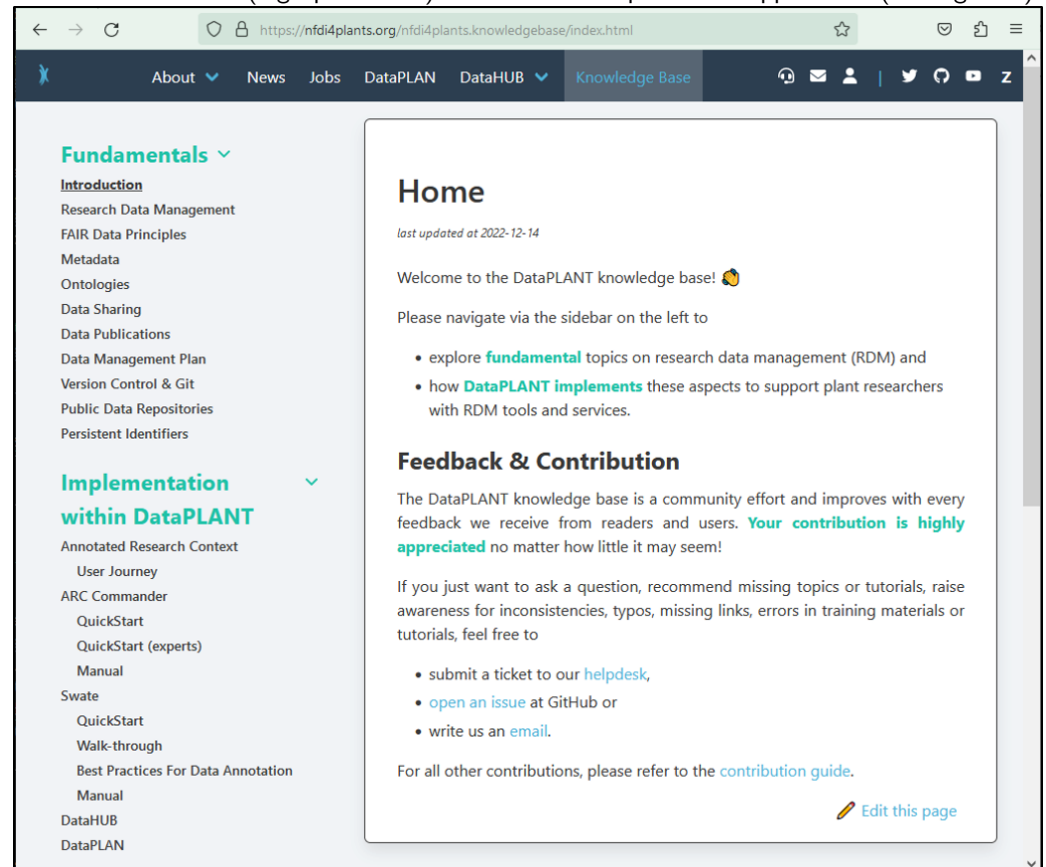 https://nfdi4plants.org/nfdi4plants.knowledgebase/index.html
About News Jobs DataPLAN DataHUB Knowledge Base | Z
Fundamentals
Introduction
Research Data Management
FAIR Data Principles
Metadata
Ontologies
Data Sharing
Data Publications
Data Management Plan
Version Control & Git
Public Data Repositories
Persistent Identifiers
Implementation
within DataPLANT
Annotated Research Context
User Journey
ARC Commander
QuickStart
QuickStart (experts)
Manual
Swate
QuickStart
Walk-through
Best Practices For Data Annotation
Manual
DataHUB
DataPLAN
Home
last updated at 2022-12-14
Welcome to the DataPLANT knowledge base!
Please navigate via the sidebar on the left to
• explore fundamental topics on research data management (RDM) and
• how DataPLANT implements these aspects to support plant researchers
with RDM tools and services.
Feedback & Contribution
The DataPLANT knowledge base is a community effort and improves with every
feedback we receive from readers and users. Your contribution is highly
appreciated no matter how little it may seem!
If you just want to ask a question, recommend missing topics or tutorials, raise
awareness for inconsistencies, typos, missing links, errors in training materials or
tutorials, feel free to
• submit a ticket to our helpdesk,
• open an issue at GitHub or
• write us an email.
For all other contributions, please refer to the contribution guide.
Edit this page